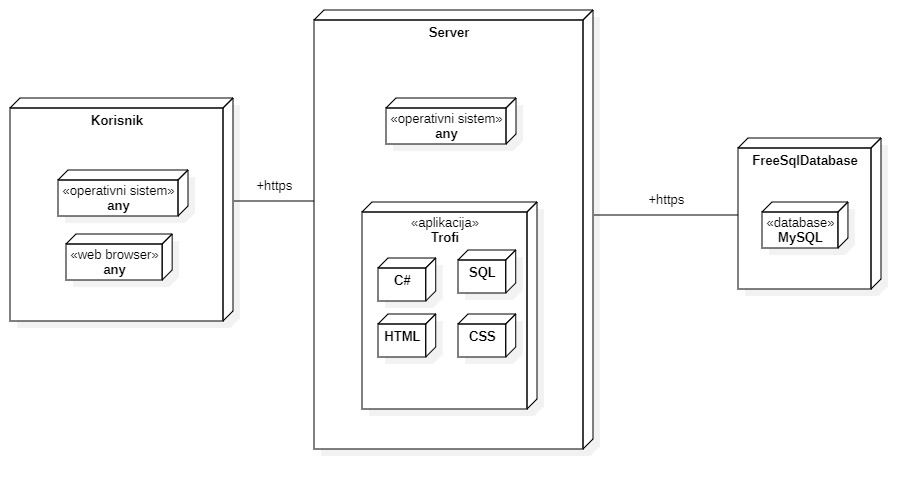 Korisnik
«operativni sistem»
any
«web browser»
any
+https
Server
«operativni sistem»
any
«aplikacija»
Trofi
C#
SQL
HTML
CSS
+https
FreeSqlDatabase
«database»
MySQL